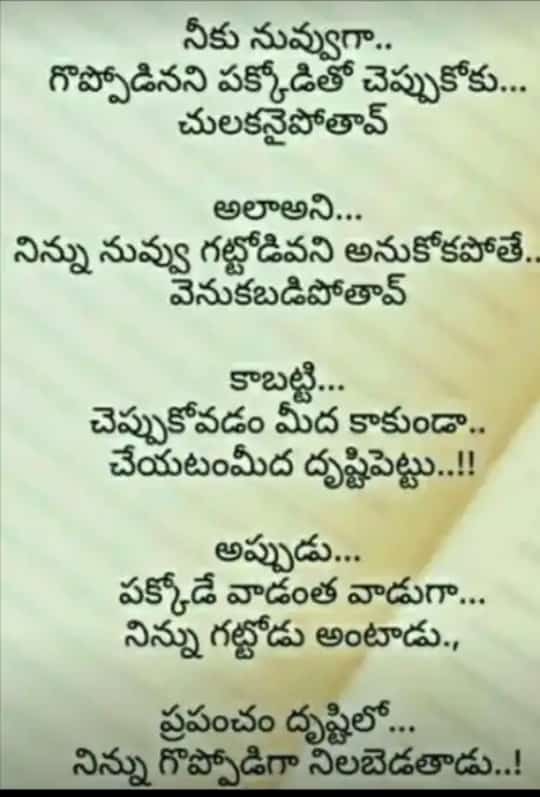 నీకు నువ్వుగా..
గొప్పోడినని పక్కోడితో చెప్పుకోకు...
చులకనైపోతావ్
అలాఅని...
నిన్ను నువ్వు గట్టోడివని అనుకోకపోతే..
వెనుకబడిపోతావ్
కాబట్టి...
చెప్పుకోవడం మీద కాకుండా..
చేయటంమీద దృష్టిపెట్టు..!!
అప్పుడు...
పక్కోడే వాడంత వాడుగా...
నిన్ను గట్టోడు అంటాడు.,
ప్రపంచం దృష్టిలో...
నిన్ను గొప్పోడిగా నిలబెడతాడు..!